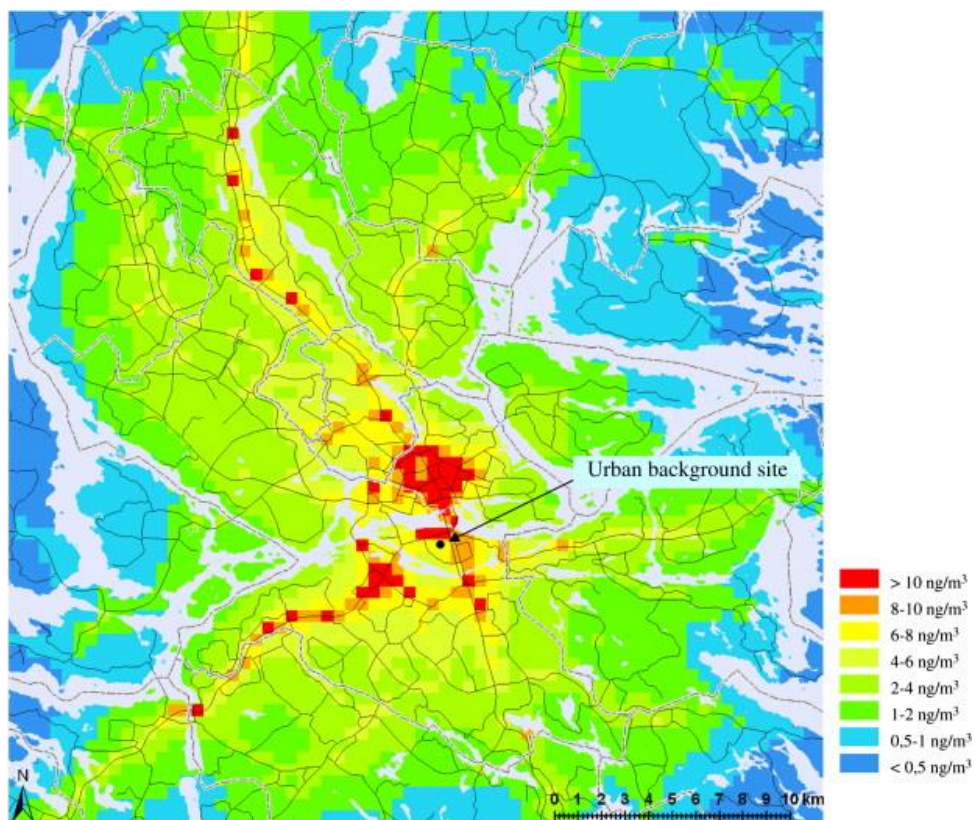 Urban background site
> 10 ng/m³
8-10 ng/m³
6-8 ng/m³
4-6 ng/m³
2-4 ng/m³
1-2 ng/m³
0,5-1 ng/m³
< 0,5 ng/m³
N
0 1 2 3 4 5 6 7 8 9 10 km